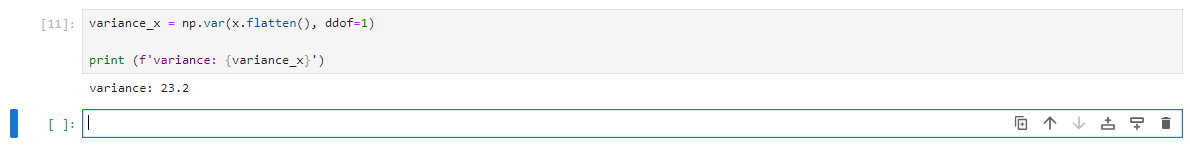 [11]: variance_x = np.var(x.flatten(), ddof=1)
print (f'variance: {variance_x}')
variance: 23.2
[ ]: